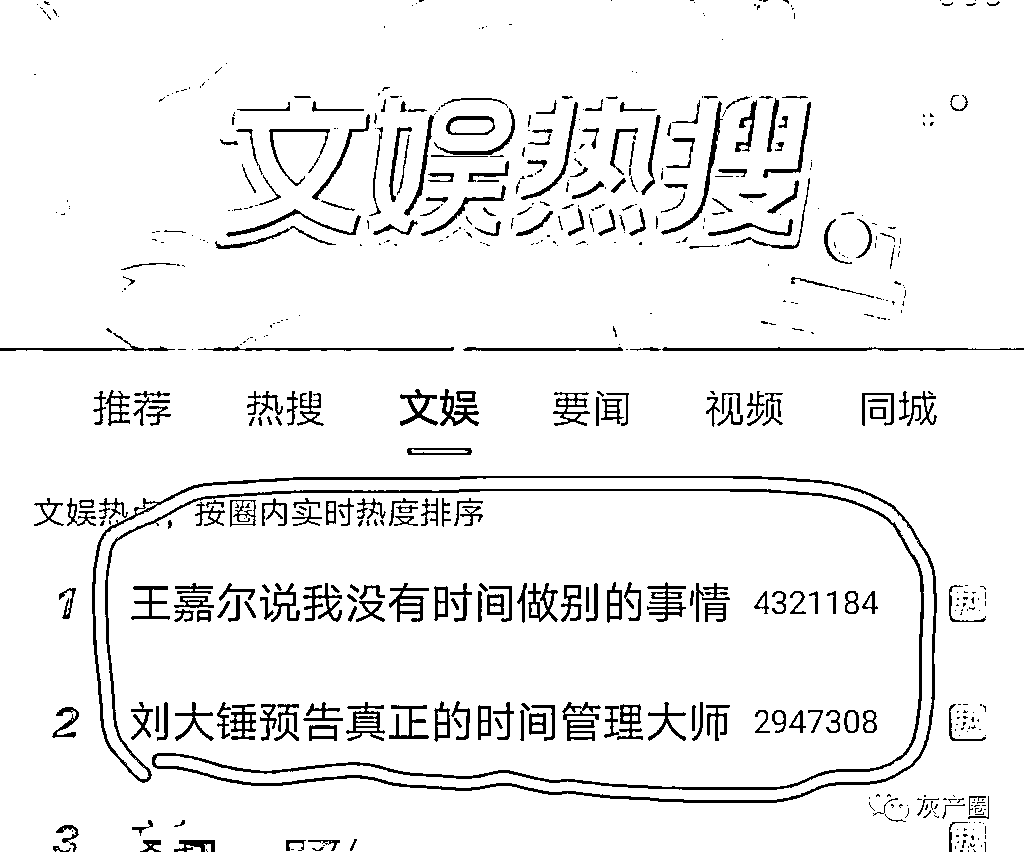 文娱热搜
推荐 热搜 文娱 要闻 视频 同城
文娱热点，按圈内实时热度排序
1 王嘉尔说我没有时间做别的事情 4321184 热
2 刘大锤预告真正的时间管理大师 2947308 热
灰产圈
3 热